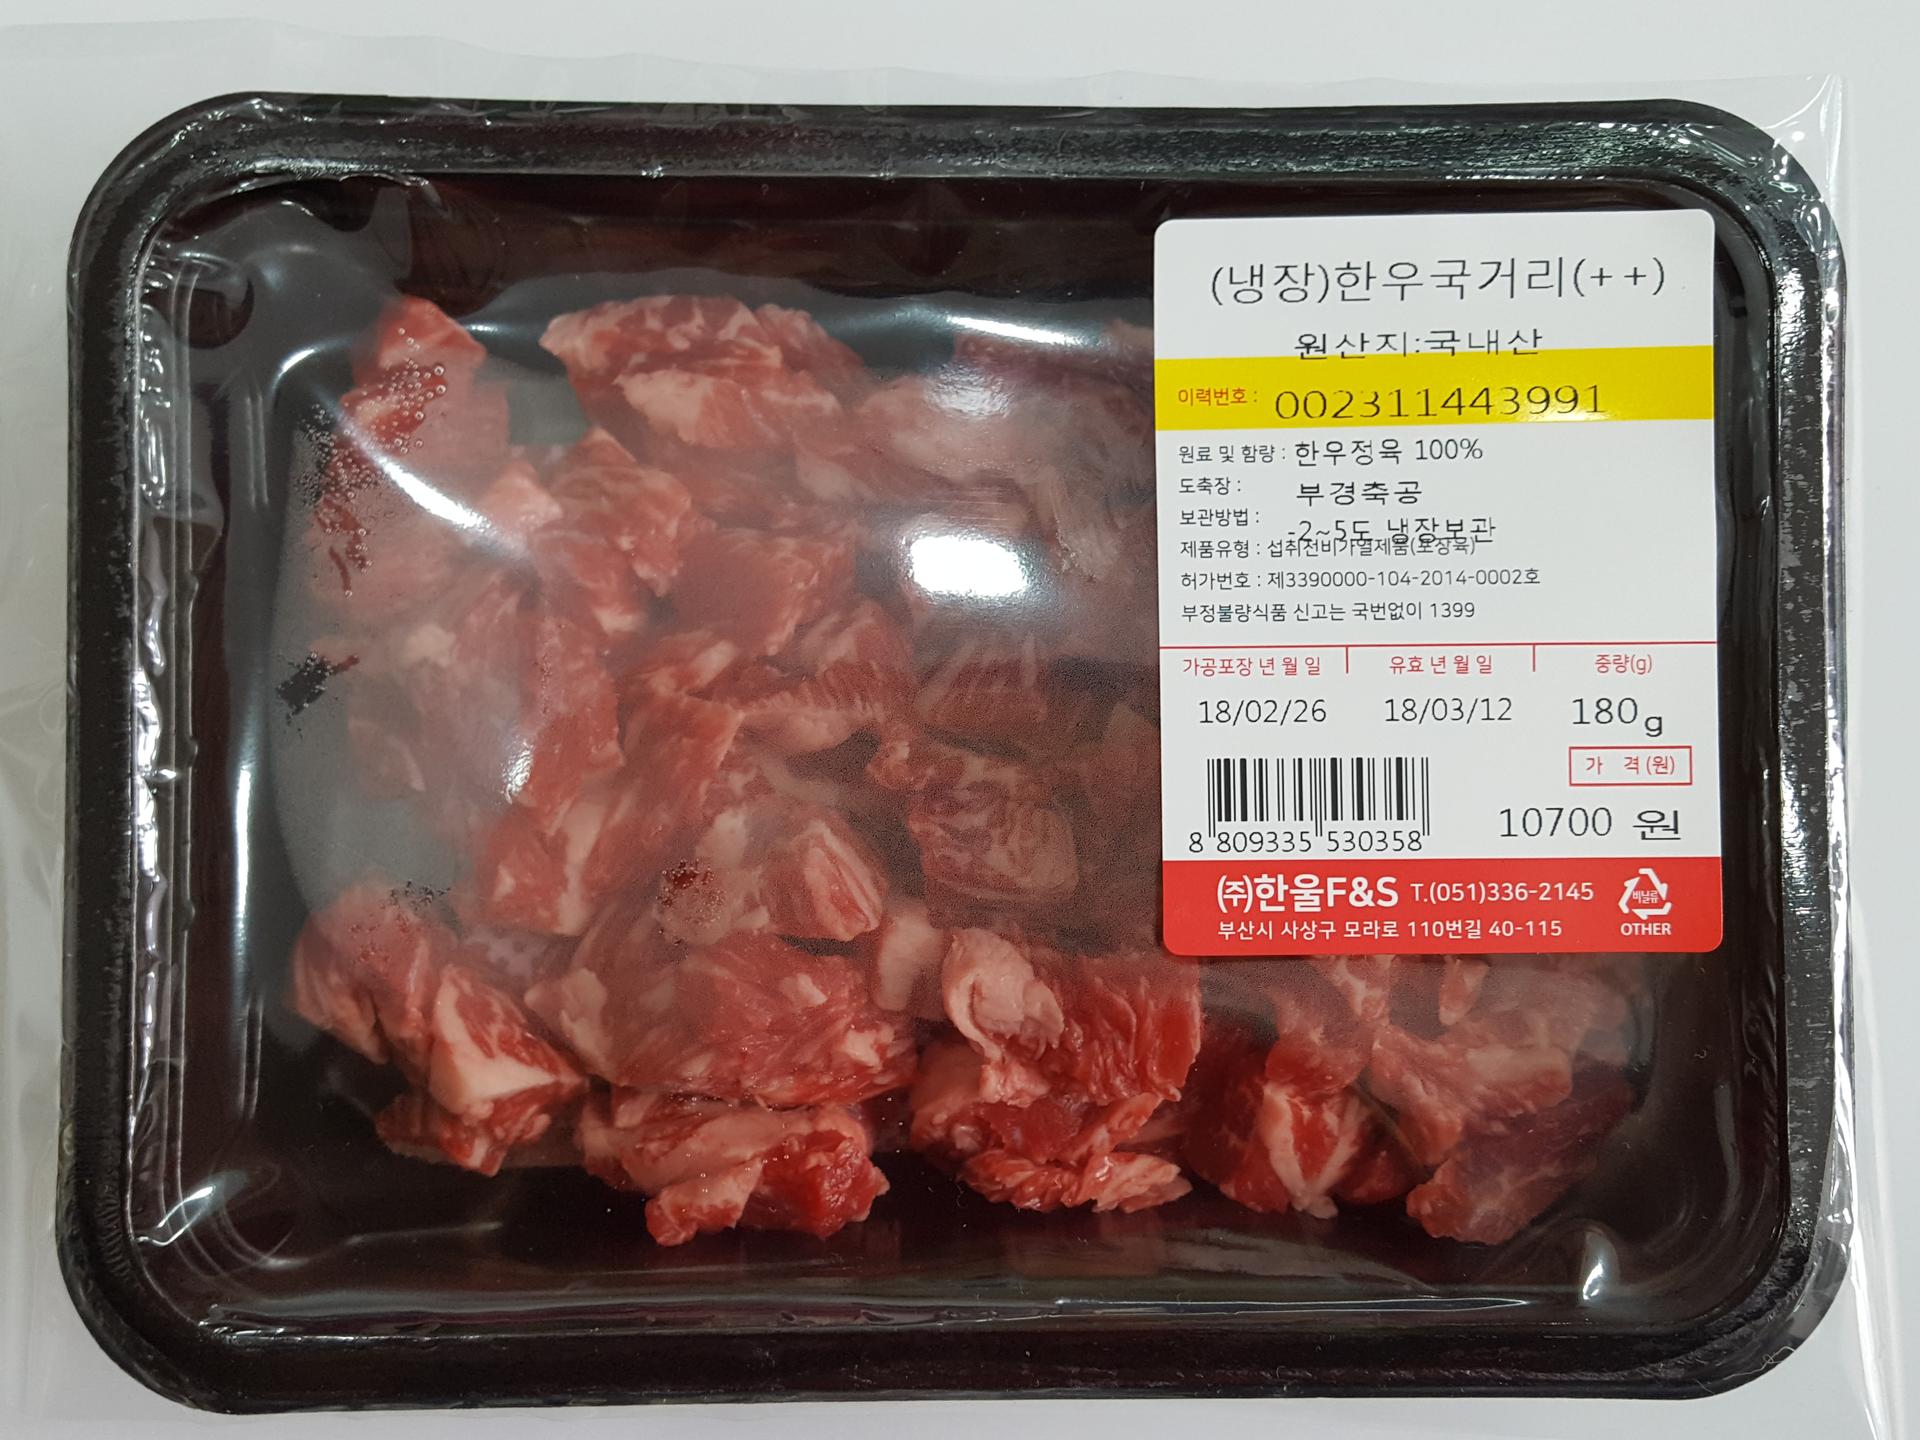 (냉장)한우국거리(++)
원산지:국내산
이력번호 : 002311443991
원료 및 함량 : 한우정육 100%
도축장 : 부경축공
보관방법 : -2~5도 냉장보관
제품유형 : 섭취전비가열제품(포장육)
허가번호 : 제3390000-104-2014-0002호
부정불량식품 신고는 국번없이 1399
가공포장 년 월 일 유효 년 월 일 중량(g)
18/02/26 18/03/12 180g
가 격 (원)
10700 원
8 809335 530358
㈜한울F&S T.(051)336-2145
부산시 사상구 모라로 110번길 40-115
비닐류
OTHER